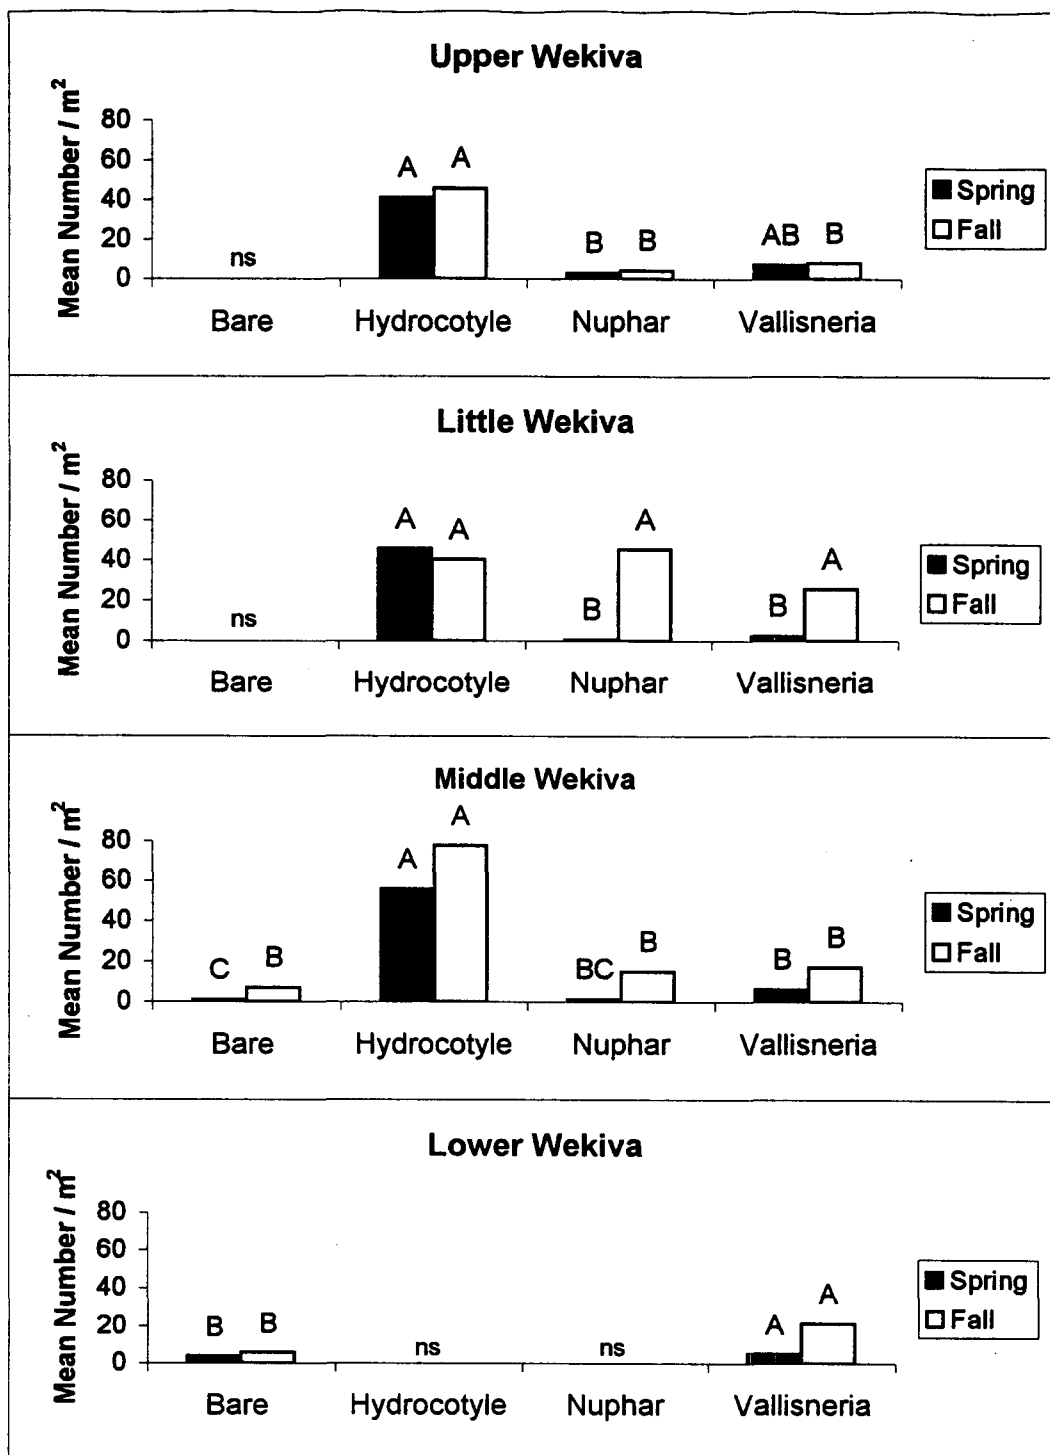 Upper Wekiva
Mean Number / m²
80
60
40
20
0
ns
A
A
B
B
AB
B
Bare
Hydrocotyle
Nuphar
Vallisneria
Spring
Fall
Little Wekiva
Mean Number / m²
80
60
40
20
0
ns
A
A
B
A
B
A
Bare
Hydrocotyle
Nuphar
Vallisneria
Spring
Fall
Middle Wekiva
Mean Number / m²
80
60
40
20
0
C
B
A
A
BC
B
B
B
Bare
Hydrocotyle
Nuphar
Vallisneria
Spring
Fall
Lower Wekiva
Mean Number / m²
80
60
40
20
0
B
B
ns
ns
A
A
Bare
Hydrocotyle
Nuphar
Vallisneria
Spring
Fall